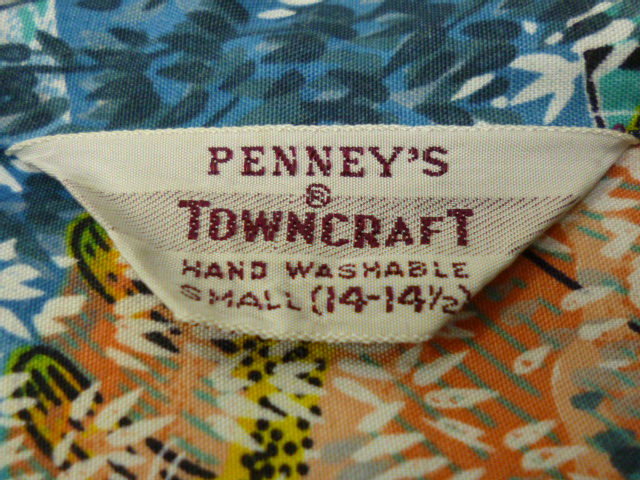 PENNEY'S
®
TOWNCRAFT
HAND WASHABLE
SMALL (14-14½)